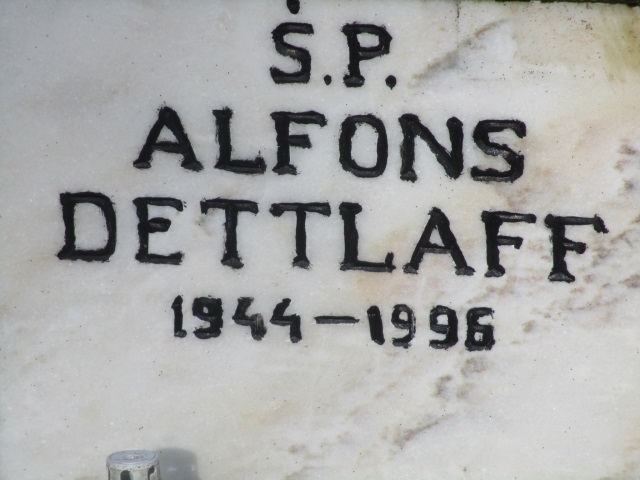 Ś.P.
ALFONS
DETTLAFF
1944-1996